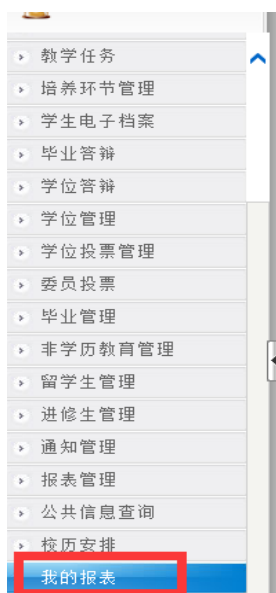 教学任务
培养环节管理
学生电子档案
毕业答辩
学位答辩
学位管理
学位投票管理
委员投票
毕业管理
非学历教育管理
留学生管理
进修生管理
通知管理
报表管理
公共信息查询
校历安排
我的报表